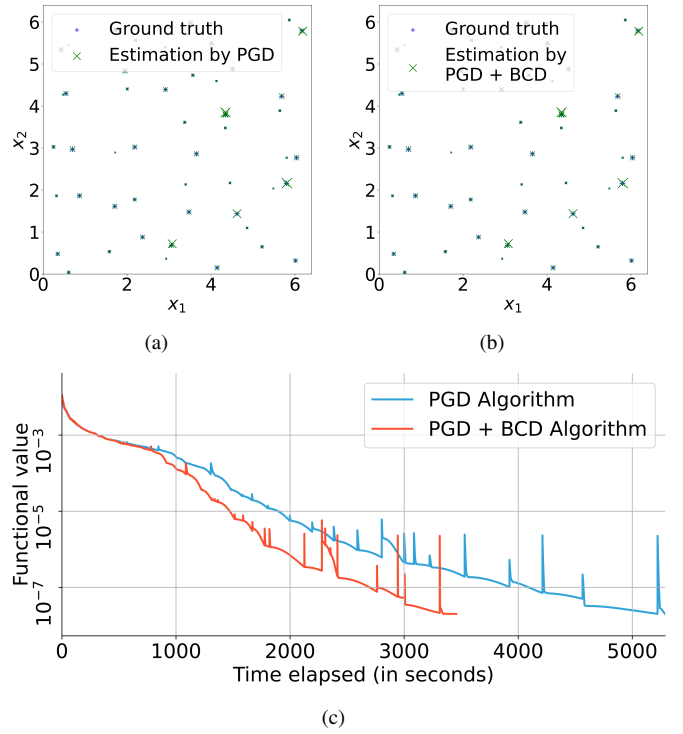 6
5
4
3
2
1
0
x₂
Ground truth
Estimation by PGD
0
2
4
6
x₁
(a)
6
5
4
3
2
1
0
x₂
Ground truth
Estimation by
PGD + BCD
0
2
4
6
x₁
(b)
Functional value
10⁻³
10⁻⁵
10⁻⁷
PGD Algorithm
PGD + BCD Algorithm
0
1000
2000
3000
4000
5000
Time elapsed (in seconds)
(c)